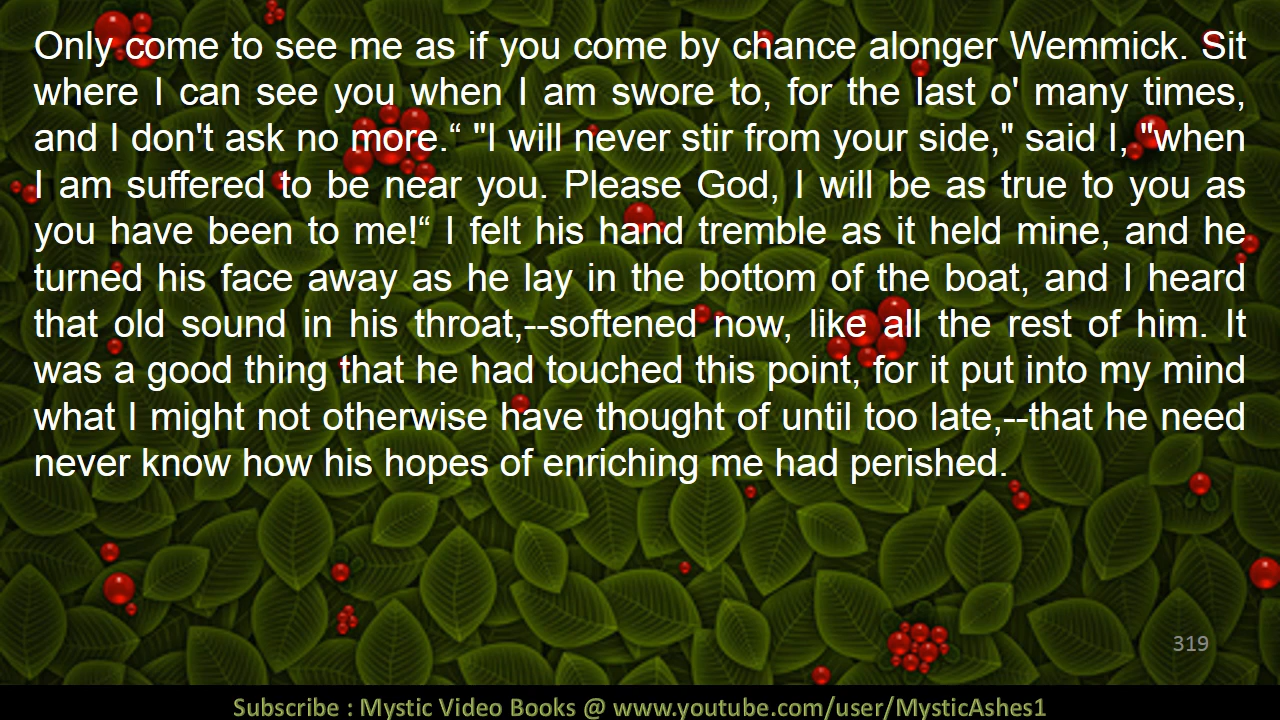 Only come to see me as if you come by chance alonger Wemmick. Sit
where I can see you when I am swore to, for the last o' many times,
and I don't ask no more.“ "I will never stir from your side," said I, "when
I am suffered to be near you. Please God, I will be as true to you as
you have been to me!“ I felt his hand tremble as it held mine, and he
turned his face away as he lay in the bottom of the boat, and I heard
that old sound in his throat,--softened now, like all the rest of him. It
was a good thing that he had touched this point, for it put into my mind
what I might not otherwise have thought of until too late,--that he need
never know how his hopes of enriching me had perished.
319
Subscribe : Mystic Video Books @ www.youtube.com/user/MysticAshes1